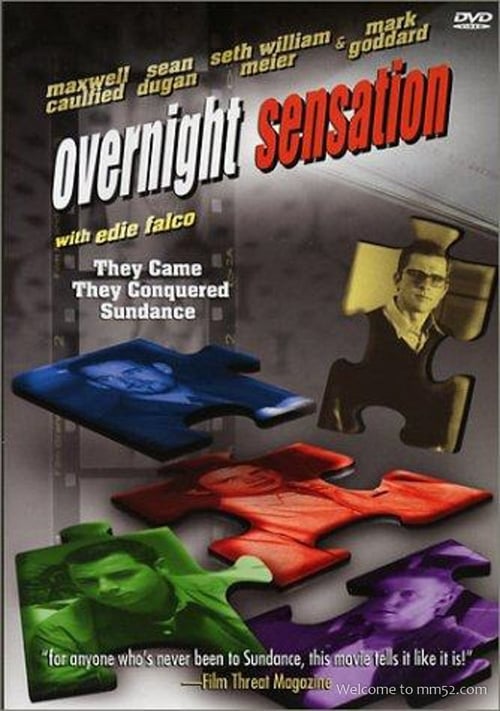 DVD
VIDEO
maxwell caulfied sean dugan seth william meier & mark goddard
overnight sensation
with edie falco
They Came
They Conquered
Sundance
"for anyone who's never been to Sundance, this movie tells it like it is!"
—Film Threat Magazine
Welcome to mm52.com